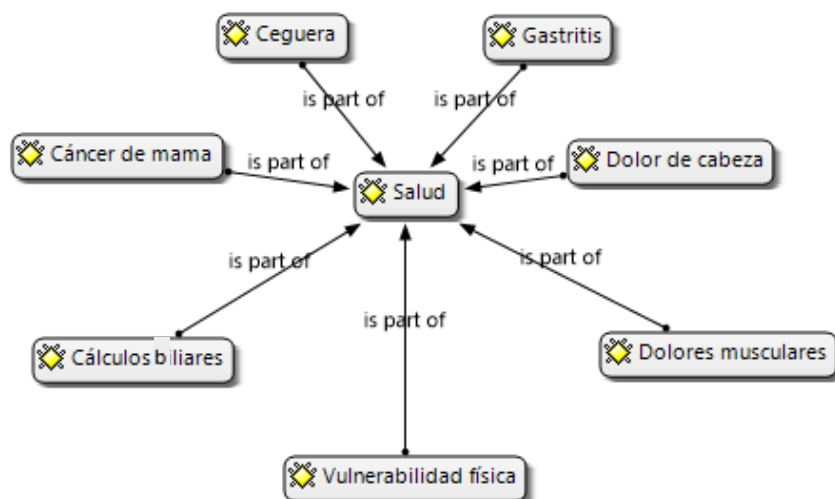 Ceguera
Gastritis
is part of
is part of
Cáncer de mama
is part of
is part of
Dolor de cabeza
Salud
is part of
is part of
is part of
Cálculos biliares
Dolores musculares
Vulnerabilidad física